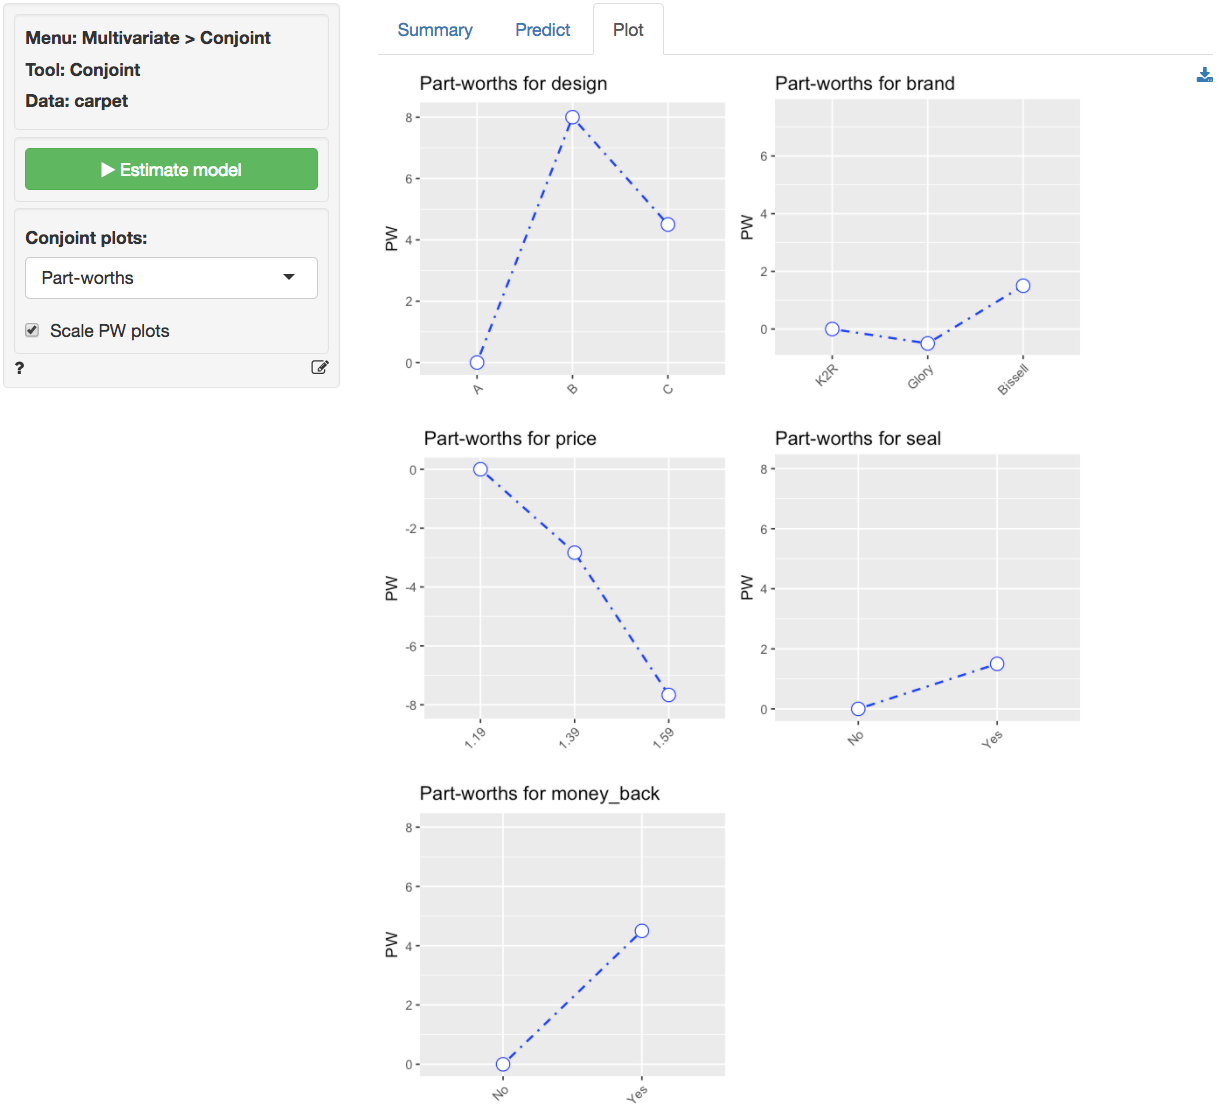 Menu: Multivariate > Conjoint
Tool: Conjoint
Data: carpet
Estimate model
Conjoint plots:
Part-worths
Scale PW plots
?
Summary Predict Plot
Part-worths for design
PW
8
6
4
2
0
A B C
Part-worths for brand
PW
6
4
2
0
K2R Glory Bissell
Part-worths for price
PW
0
-2
-4
-6
-8
1.19 1.39 1.59
Part-worths for seal
PW
8
6
4
2
0
No Yes
Part-worths for money_back
PW
8
6
4
2
0
No Yes